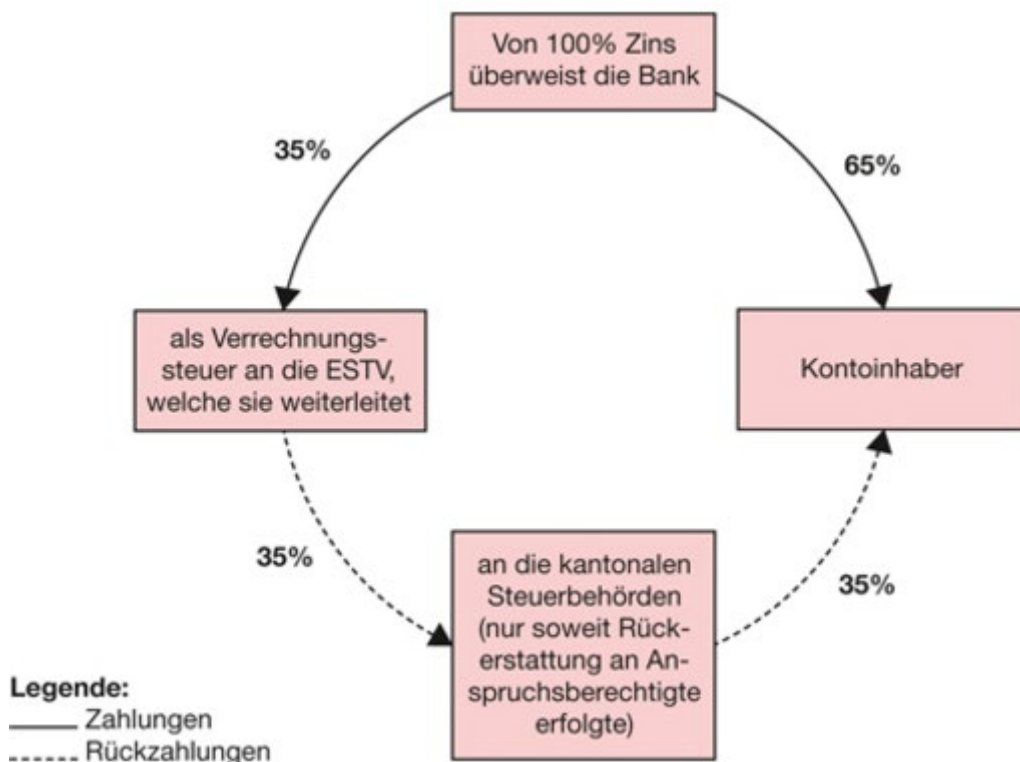 Von 100% Zins
überweist die Bank
35%
65%
als Verrechnungs-
steuer an die ESTV,
welche sie weiterleitet
Kontoinhaber
35%
35%
an die kantonalen
Steuerbehörden
(nur soweit Rück-
erstattung an An-
spruchsberechtigte
erfolgte)
Legende:
Zahlungen
Rückzahlungen